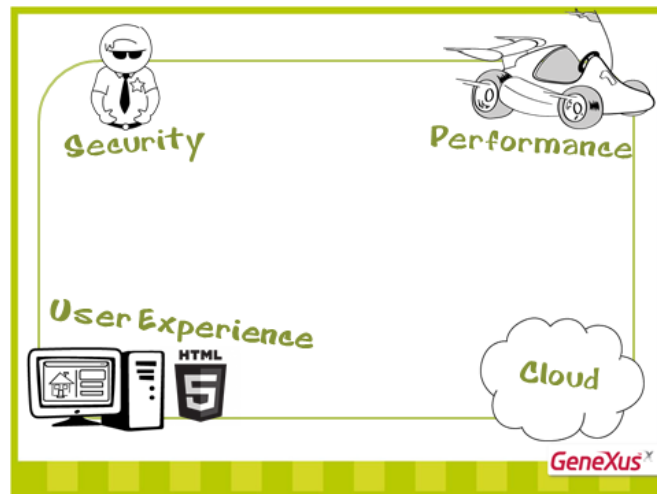 Security
Performance
User Experience
HTML
5
Cloud
GeneXus X